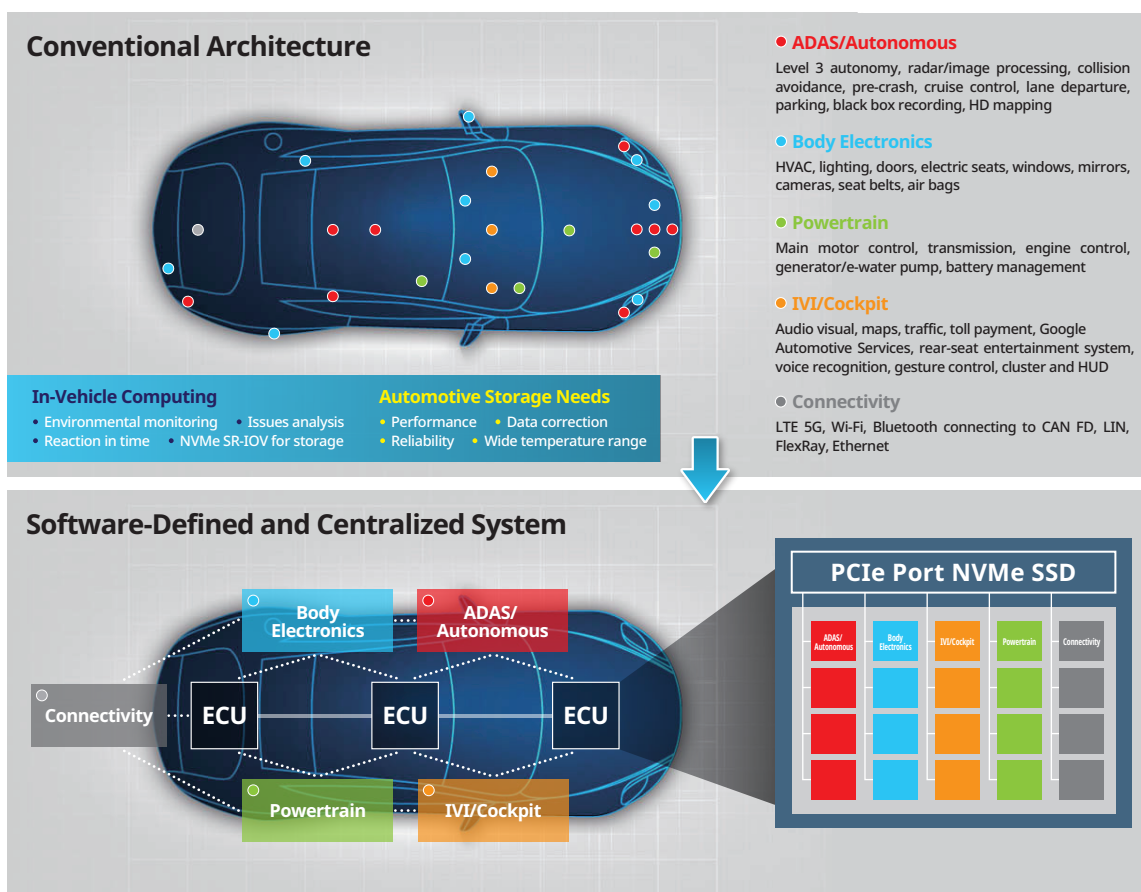 Conventional Architecture
ADAS/Autonomous
Level 3 autonomy, radar/image processing, collision
avoidance, pre-crash, cruise control, lane departure,
parking, black box recording, HD mapping
Body Electronics
HVAC, lighting, doors, electric seats, windows, mirrors,
cameras, seat belts, air bags
Powertrain
Main motor control, transmission, engine control,
generator/e-water pump, battery management
IVI/Cockpit
Audio visual, maps, traffic, toll payment, Google
Automotive Services, rear-seat entertainment system,
voice recognition, gesture control, cluster and HUD
Connectivity
LTE 5G, Wi-Fi, Bluetooth connecting to CAN FD, LIN,
FlexRay, Ethernet
In-Vehicle Computing
• Environmental monitoring • Issues analysis
• Reaction in time • NVMe SR-IOV for storage
Automotive Storage Needs
• Performance • Data correction
• Reliability • Wide temperature range
Software-Defined and Centralized System
Body
Electronics
ADAS/
Autonomous
Connectivity
ECU
ECU
ECU
Powertrain
IVI/Cockpit
PCIe Port NVMe SSD
ADAS/
Autonomous
Body
Electronics
IVI/Cockpit
Powertrain
Connectivity